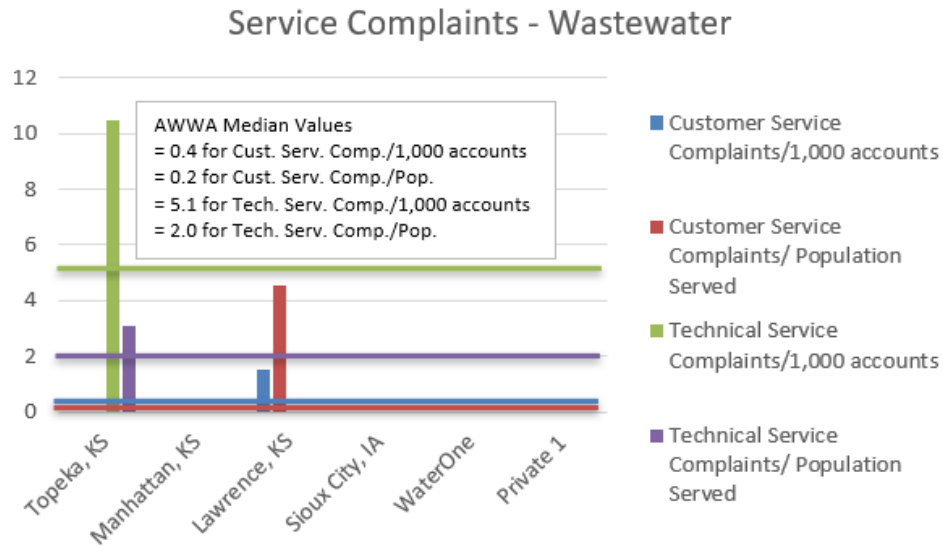 Service Complaints - Wastewater
12
10
8
6
4
2
0
AWWA Median Values
= 0.4 for Cust. Serv. Comp./1,000 accounts
= 0.2 for Cust. Serv. Comp./Pop.
= 5.1 for Tech. Serv. Comp./1,000 accounts
= 2.0 for Tech. Serv. Comp./Pop.
Topeka, KS
Manhattan, KS
Lawrence, KS
Sioux City, IA
WaterOne
Private 1
Customer Service
Complaints/1,000 accounts
Customer Service
Complaints/ Population
Served
Technical Service
Complaints/1,000 accounts
Technical Service
Complaints/ Population
Served